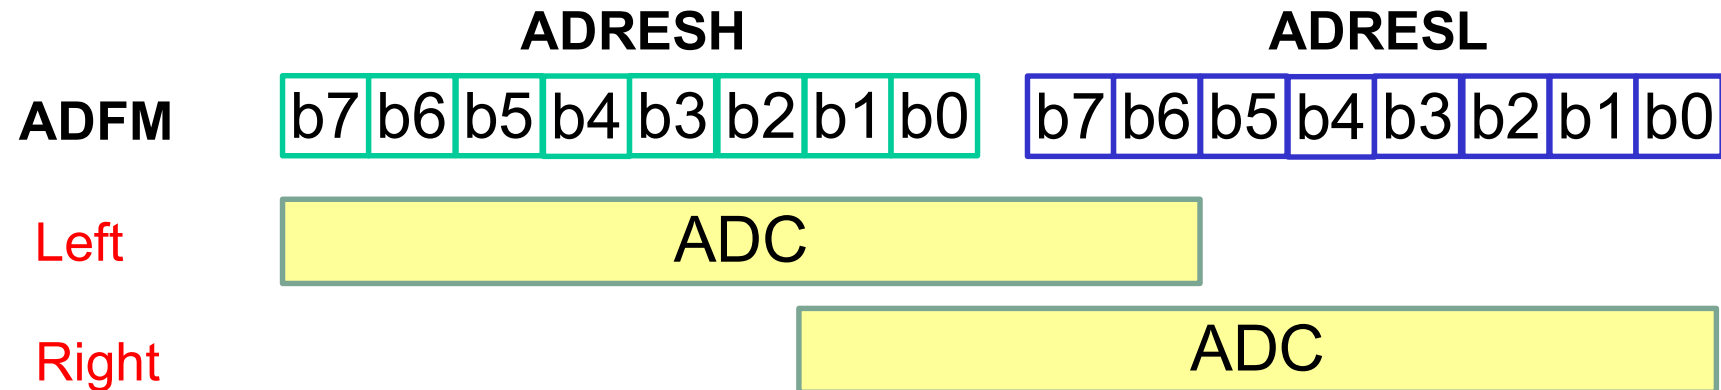 ADRESH ADRESL
ADFM b7 b6 b5 b4 b3 b2 b1 b0 b7 b6 b5 b4 b3 b2 b1 b0
Left ADC
Right ADC